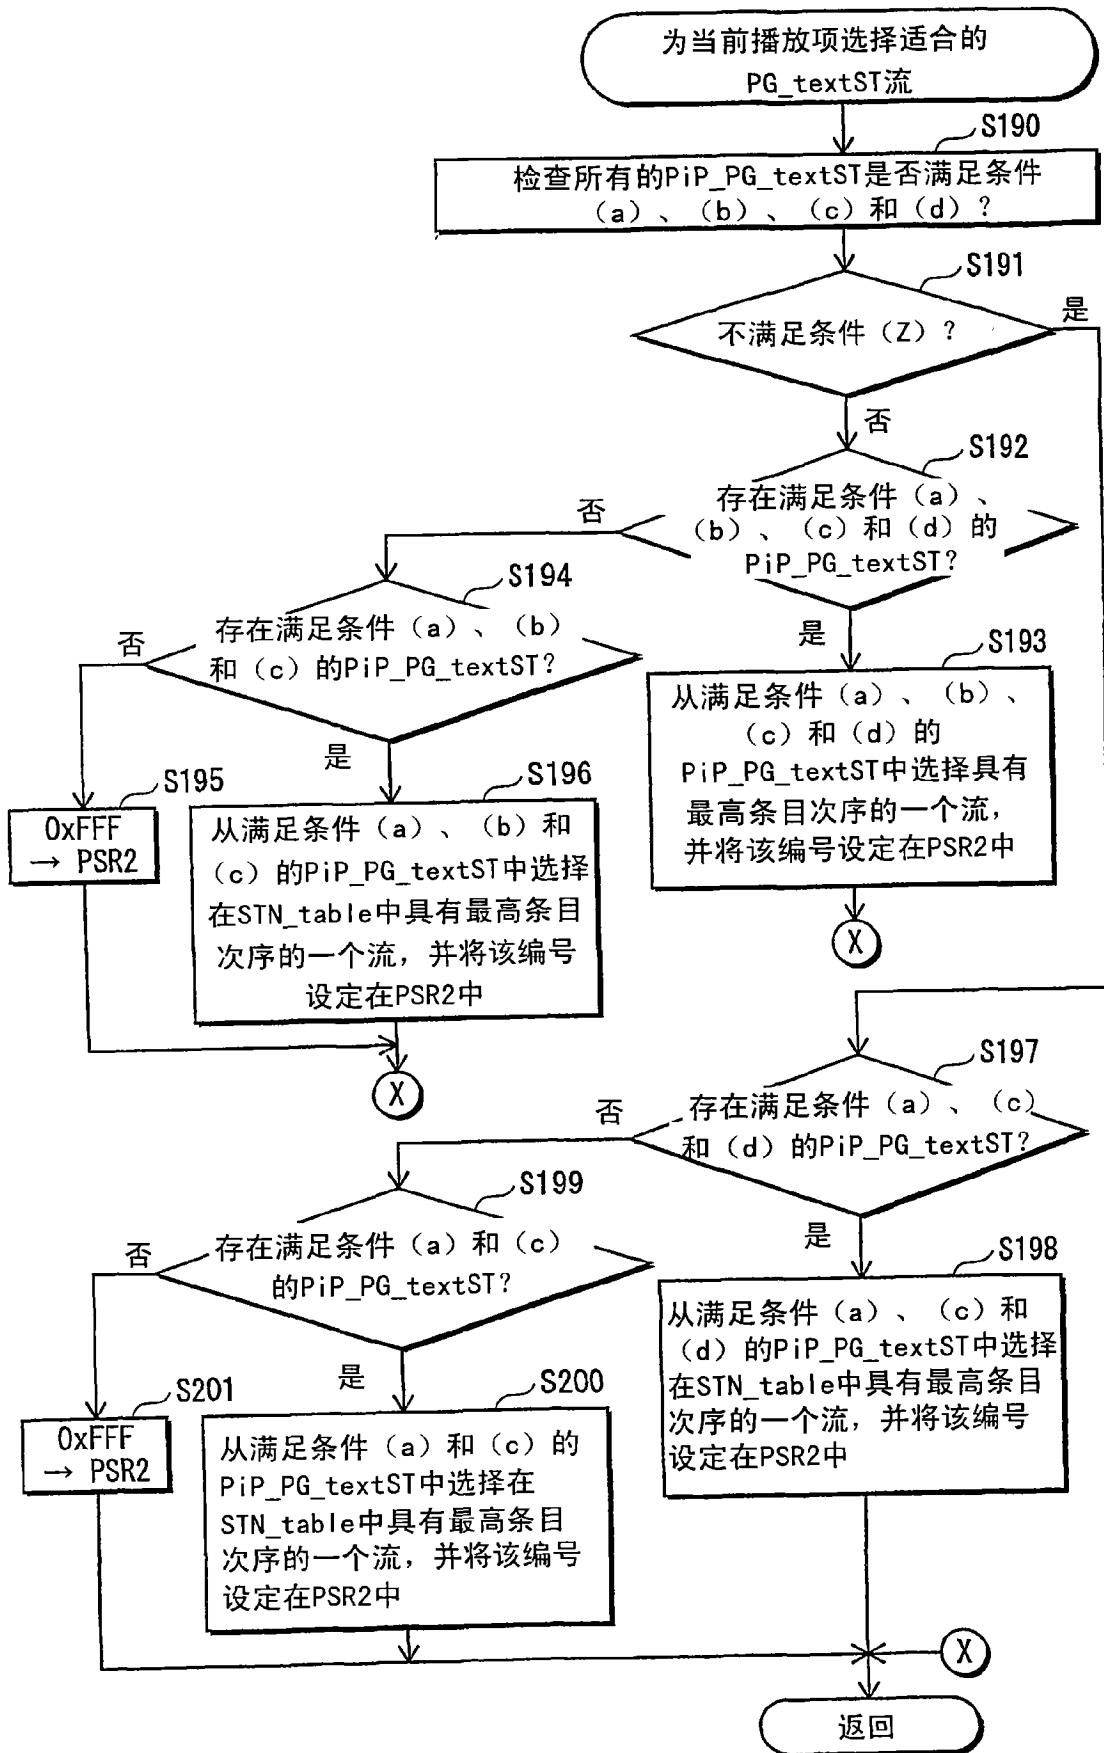 为当前播放项选择适合的
PG_textST流
S190
检查所有的PiP_PG_textST是否满足条件
（a）、（b）、（c）和（d）？
S191
不满足条件（Z）？
是
否
S192
存在满足条件（a）、
（b）、（c）和（d）的
PiP_PG_textST？
否
是
S194
存在满足条件（a）、（b）
和（c）的PiP_PG_textST？
否
是
S193
从满足条件（a）、（b）、
（c）和（d）的
PiP_PG_textST中选择具有
最高条目次序的一个流，
并将该编号设定在PSR2中
X
S195
0xFFF
→ PSR2
S196
从满足条件（a）、（b）和
（c）的PiP_PG_textST中选择
在STN_table中具有最高条目
次序的一个流，并将该编号
设定在PSR2中
X
S197
存在满足条件（a）、（c）
和（d）的PiP_PG_textST？
否
是
S199
存在满足条件（a）和（c）
的PiP_PG_textST？
否
是
S198
从满足条件（a）、（c）和
（d）的PiP_PG_textST中选择
在STN_table中具有最高条目
次序的一个流，并将该编号
设定在PSR2中
S201
0xFFF
→ PSR2
S200
从满足条件（a）和（c）的
PiP_PG_textST中选择在
STN_table中具有最高条目
次序的一个流，并将该编号
设定在PSR2中
X
返回